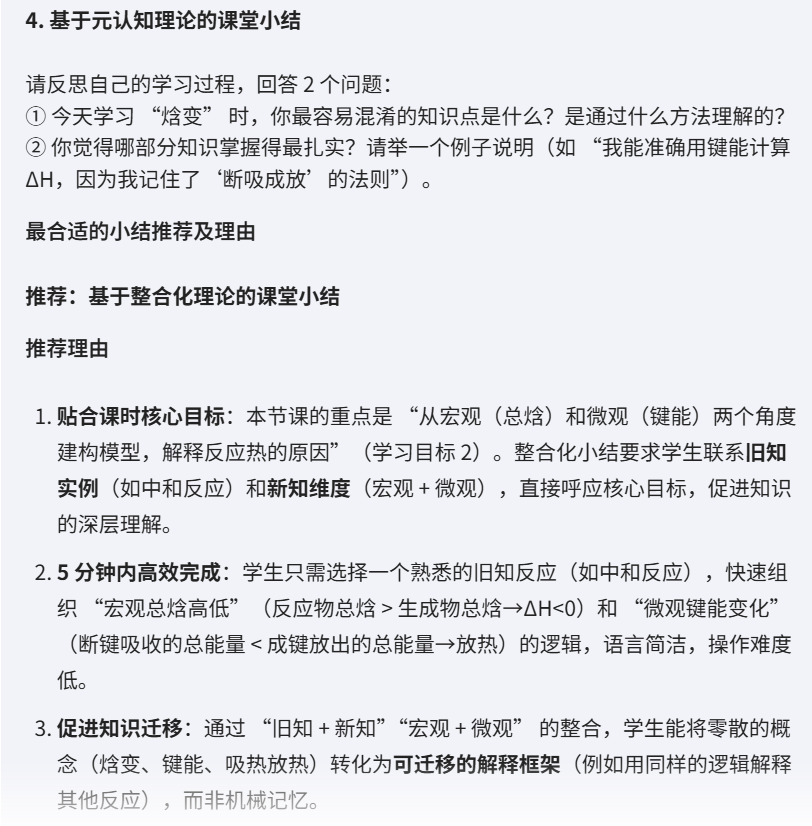 4. 基于元认知理论的课堂小结
请反思自己的学习过程，回答 2 个问题：
① 今天学习 “焓变” 时，你最容易混淆的知识点是什么？是通过什么方法理解的？
② 你觉得哪部分知识掌握得最扎实？请举一个例子说明（如 “我能准确用键能计算
ΔH，因为我记住了‘断吸成放’的法则”）。
最合适的小结推荐及理由
推荐：基于整合化理论的课堂小结
推荐理由
1. 贴合课时核心目标：本节课的重点是 “从宏观（总焓）和微观（键能）两个角度
建构模型，解释反应热的原因”（学习目标 2）。整合化小结要求学生联系旧知
实例（如中和反应）和新知维度（宏观 + 微观），直接呼应核心目标，促进知识
的深层理解。
2. 5 分钟内高效完成：学生只需选择一个熟悉的旧知反应（如中和反应），快速组
织 “宏观总焓高低”（反应物总焓 > 生成物总焓→ΔH<0）和 “微观键能变化”
（断键吸收的总能量 < 成键放出的总能量→放热）的逻辑，语言简洁，操作难度
低。
3. 促进知识迁移：通过 “旧知 + 新知”“宏观 + 微观” 的整合，学生能将零散的概
念（焓变、键能、吸热放热）转化为可迁移的解释框架（例如用同样的逻辑解释
其他反应），而非机械记忆。